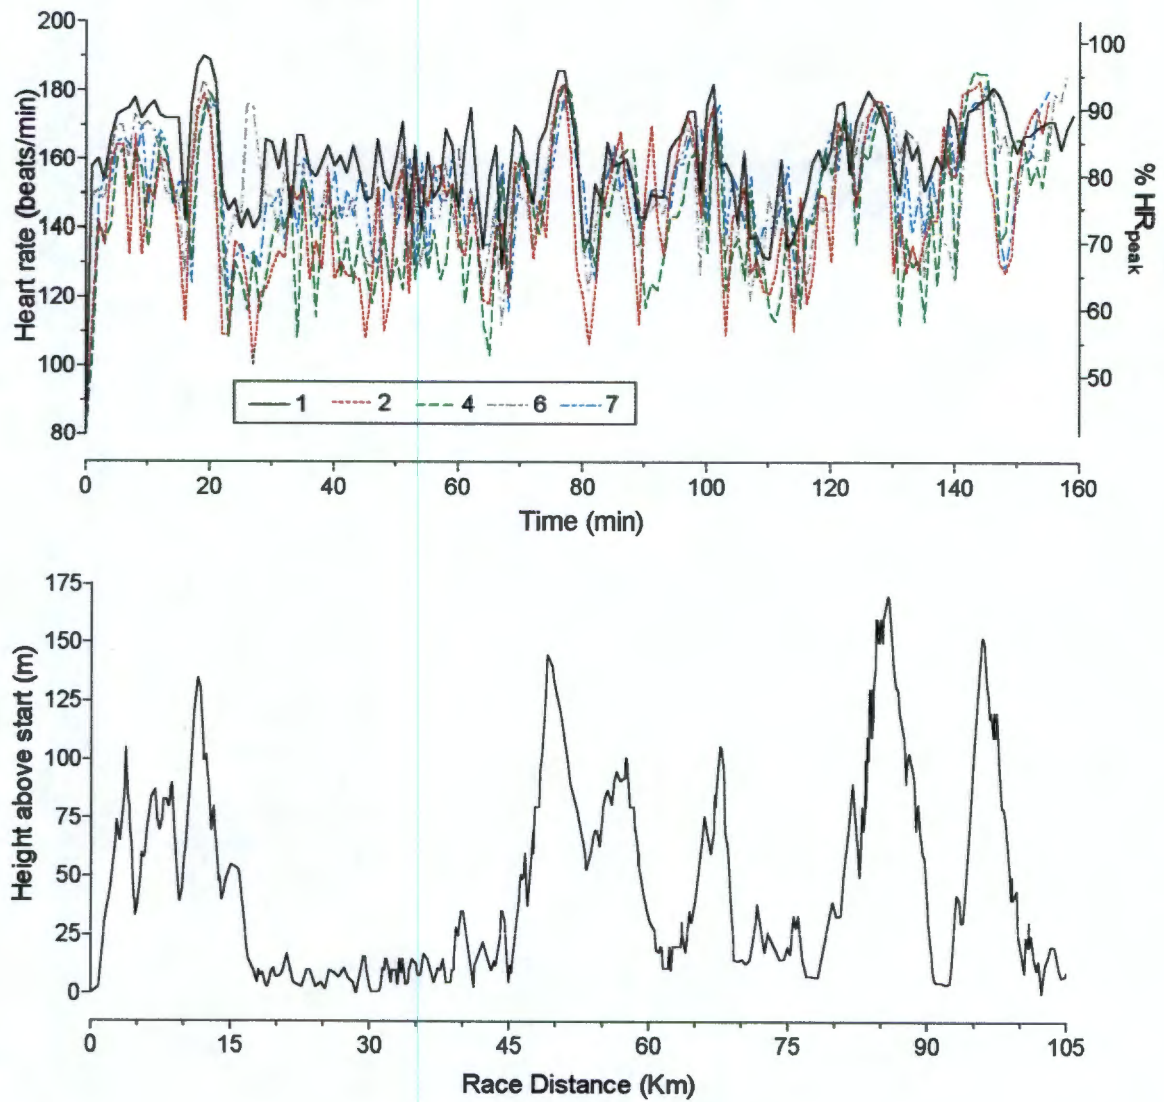 200
180
160
140
120
100
80
Heart rate (beats/min)
100
90
80
70
60
50
% HRpeak
1 2 4 6 7
0 20 40 60 80 100 120 140 160
Time (min)
175
150
125
100
75
50
25
0
Height above start (m)
0 15 30 45 60 75 90 105
Race Distance (Km)